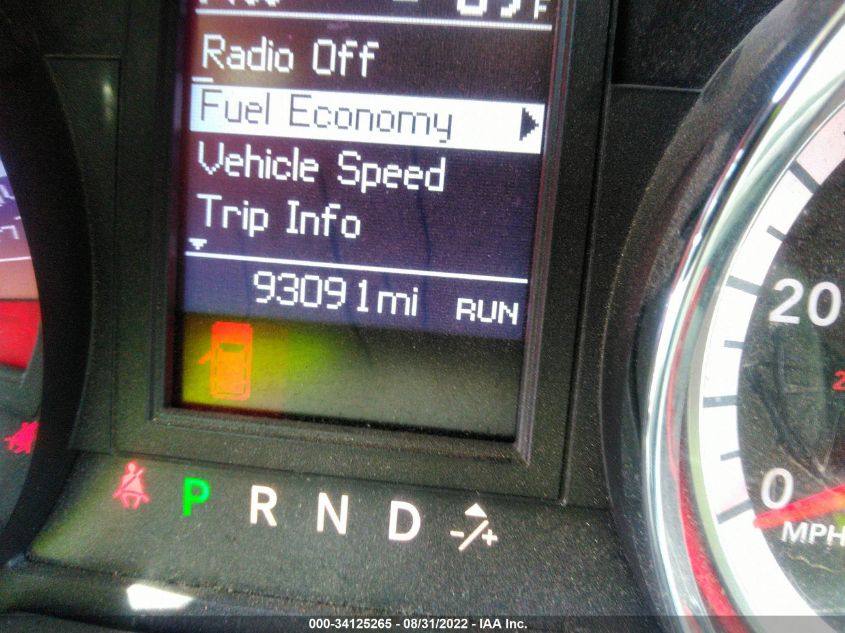 Radio Off
Fuel Economy
Vehicle Speed
Trip Info
93091mi RUN
P R N D -/+
20
0
MPH
000-34125265 - 08/31/2022 - IAA Inc.